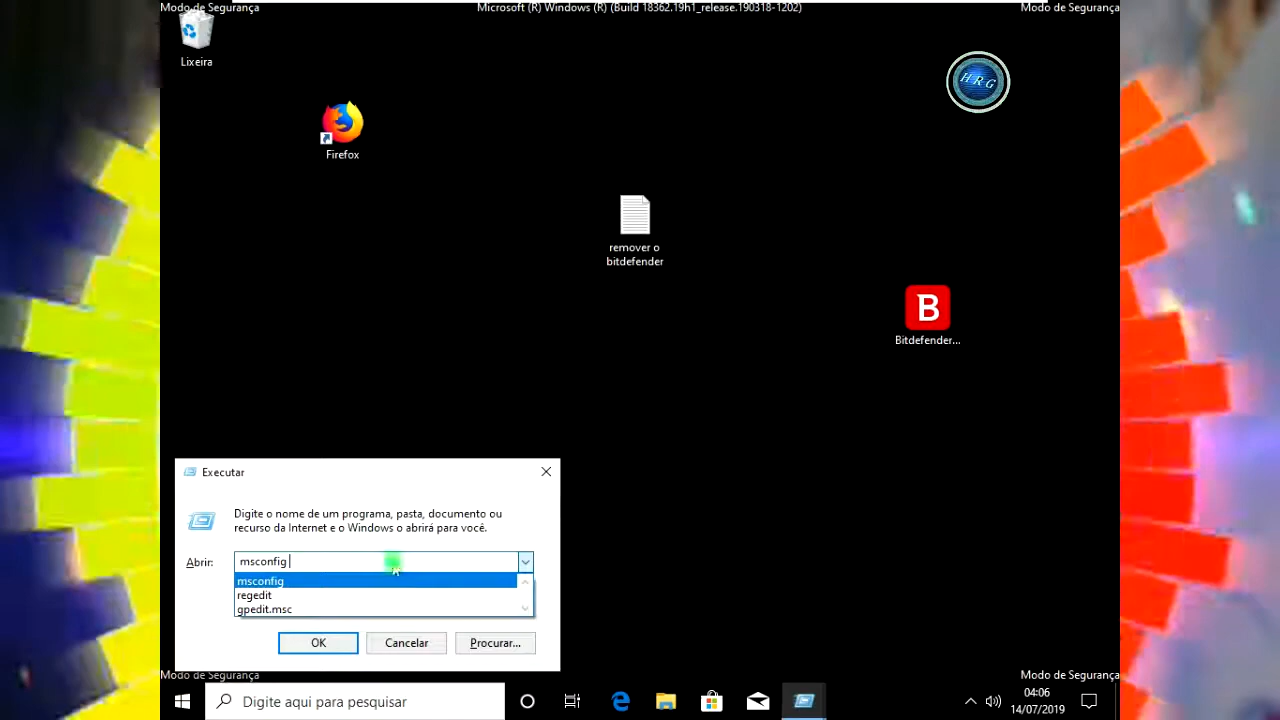 Modo de Segurança
Microsoft (R) Windows (R) (Build 18362.19h1_release.190318-1202)
Modo de Segurança
Lixeira
HRG
Firefox
remover o
bitdefender
B
Bitdefender...
Executar
Digite o nome de um programa, pasta, documento ou
recurso da Internet e o Windows o abrirá para você.
Abrir:
msconfig
msconfig
regedit
gpedit.msc
OK
Cancelar
Procurar...
Modo de Segurança
Modo de Segurança
Digite aqui para pesquisar
04:06
14/07/2019